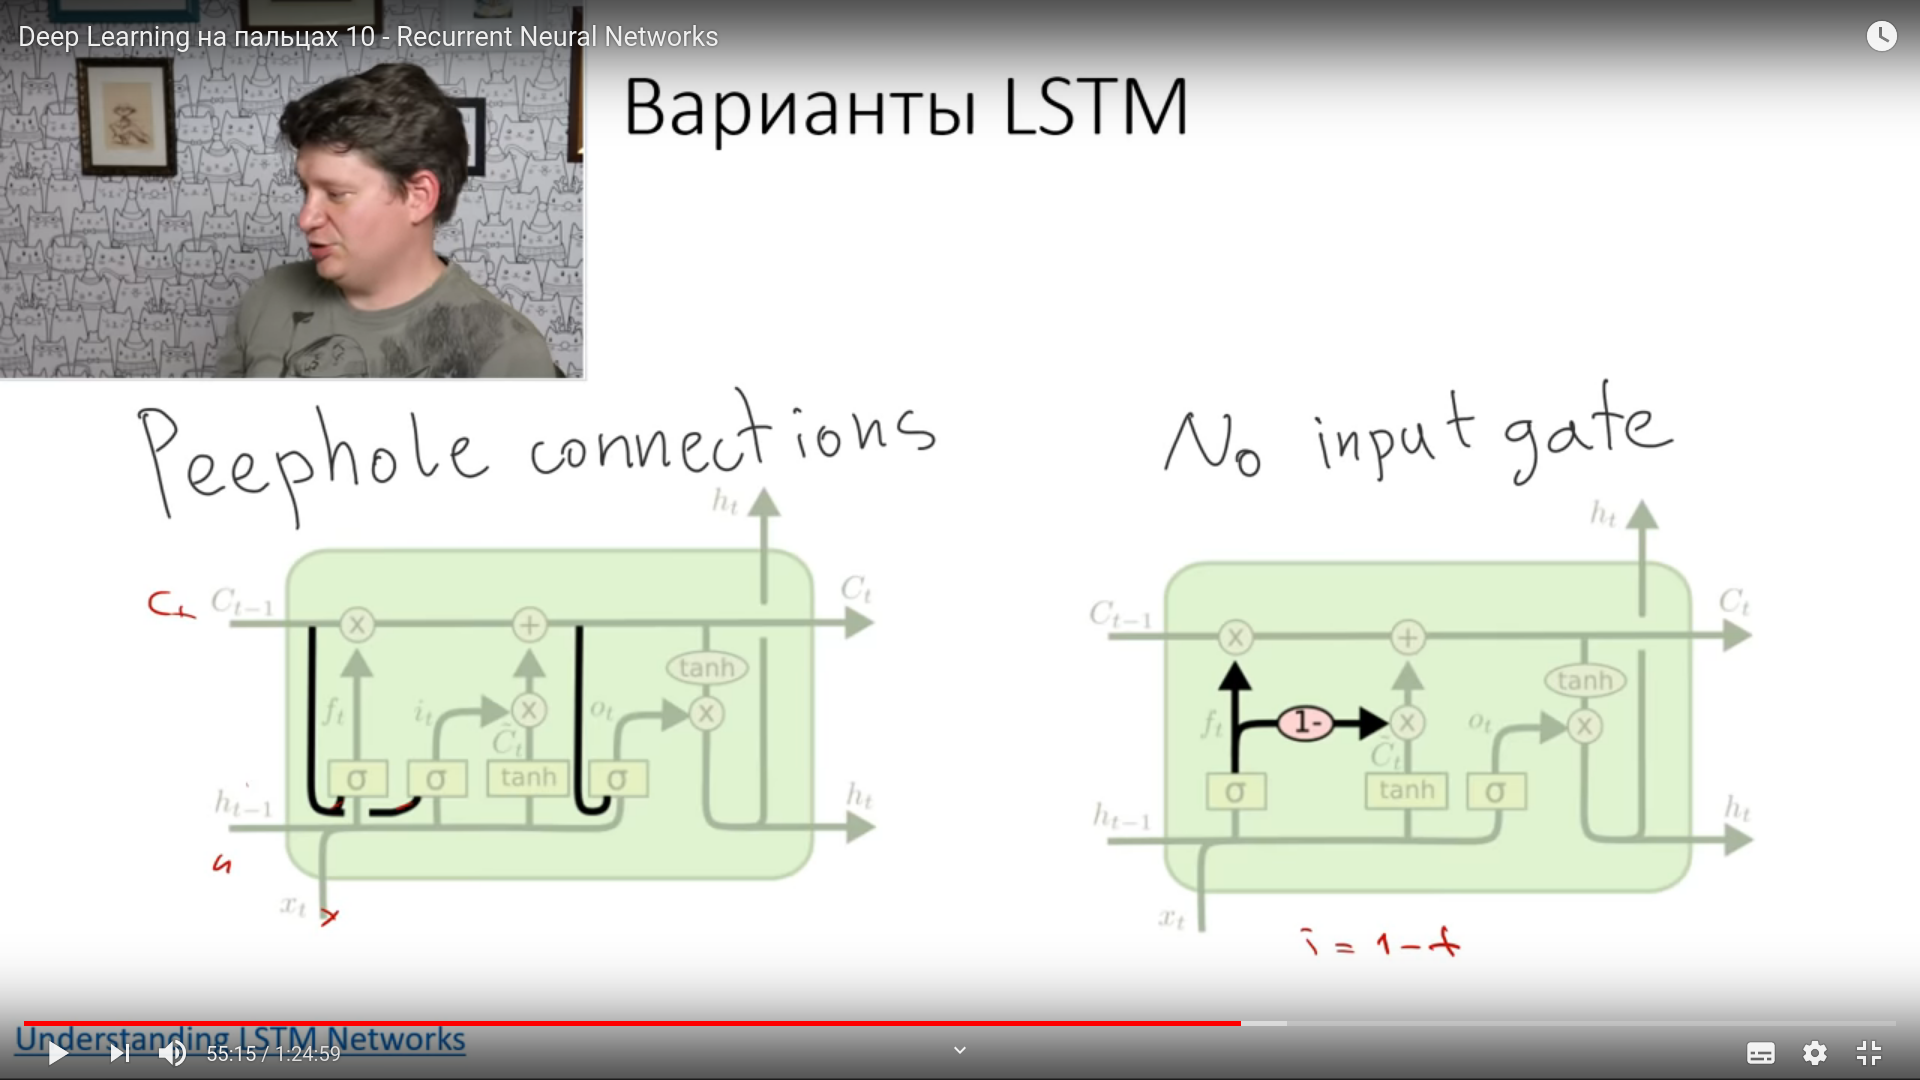 Deep Learning на пальцах 10 - Recurrent Neural Networks
Варианты LSTM
Peephole connections
No input gate
h_t
h_t
C_t
C_{t-1}
C_t
C_{t-1}
C_t
x
+
x
+
tanh
tanh
f_t
i_t
x
o_t
x
f_t
1-
x
o_t
x
C̃_t
C̃_t
σ
σ
tanh
σ
σ
tanh
σ
h_{t-1}
h_t
h_{t-1}
h_t
x_t
x
x_t
i = 1 - f
Understanding LSTM Networks
55:15 / 1:24:59